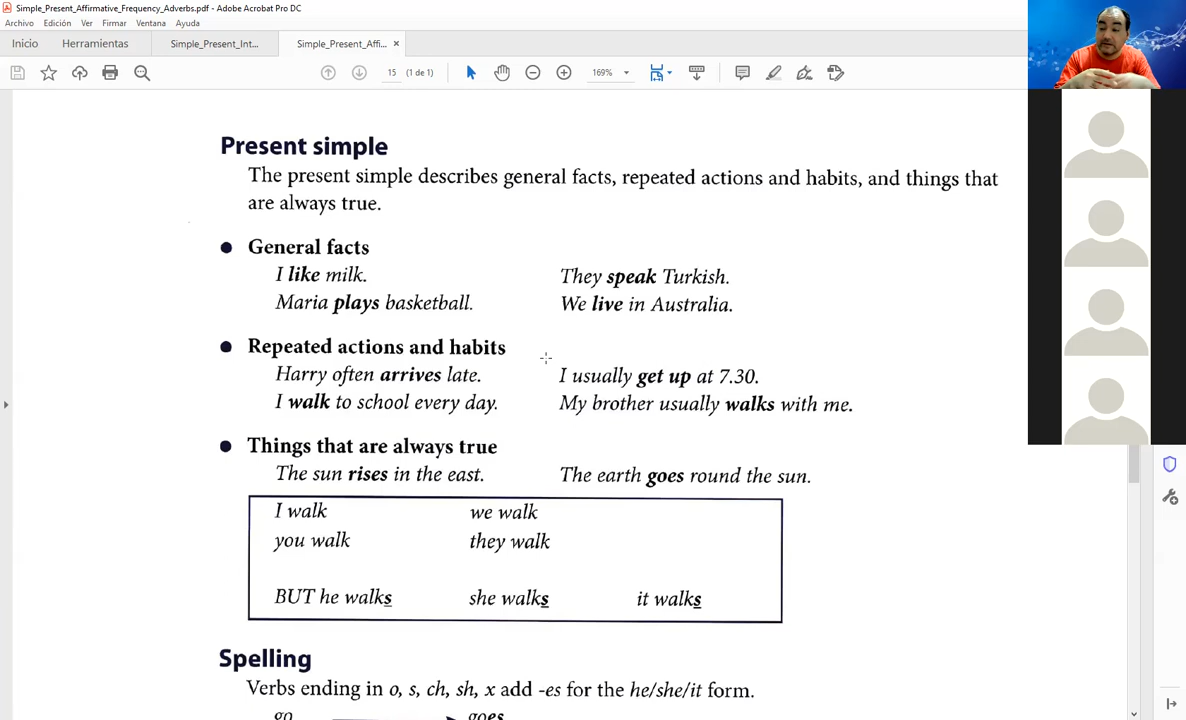 Simple_Present_Affirmative_Frequency_Adverbs.pdf - Adobe Acrobat Pro DC
Archivo Edición Ver Firmar Ventana Ayuda
Inicio Herramientas Simple_Present_Int... Simple_Present_Affi... ×
15 (1 de 1) 169%
Present simple
The present simple describes general facts, repeated actions and habits, and things that
are always true.
● General facts
I like milk. They speak Turkish.
Maria plays basketball. We live in Australia.
● Repeated actions and habits
Harry often arrives late. I usually get up at 7.30.
I walk to school every day. My brother usually walks with me.
● Things that are always true
The sun rises in the east. The earth goes round the sun.
I walk we walk
you walk they walk
BUT he walks she walks it walks
Spelling
Verbs ending in o, s, ch, sh, x add -es for the he/she/it form.
go goes